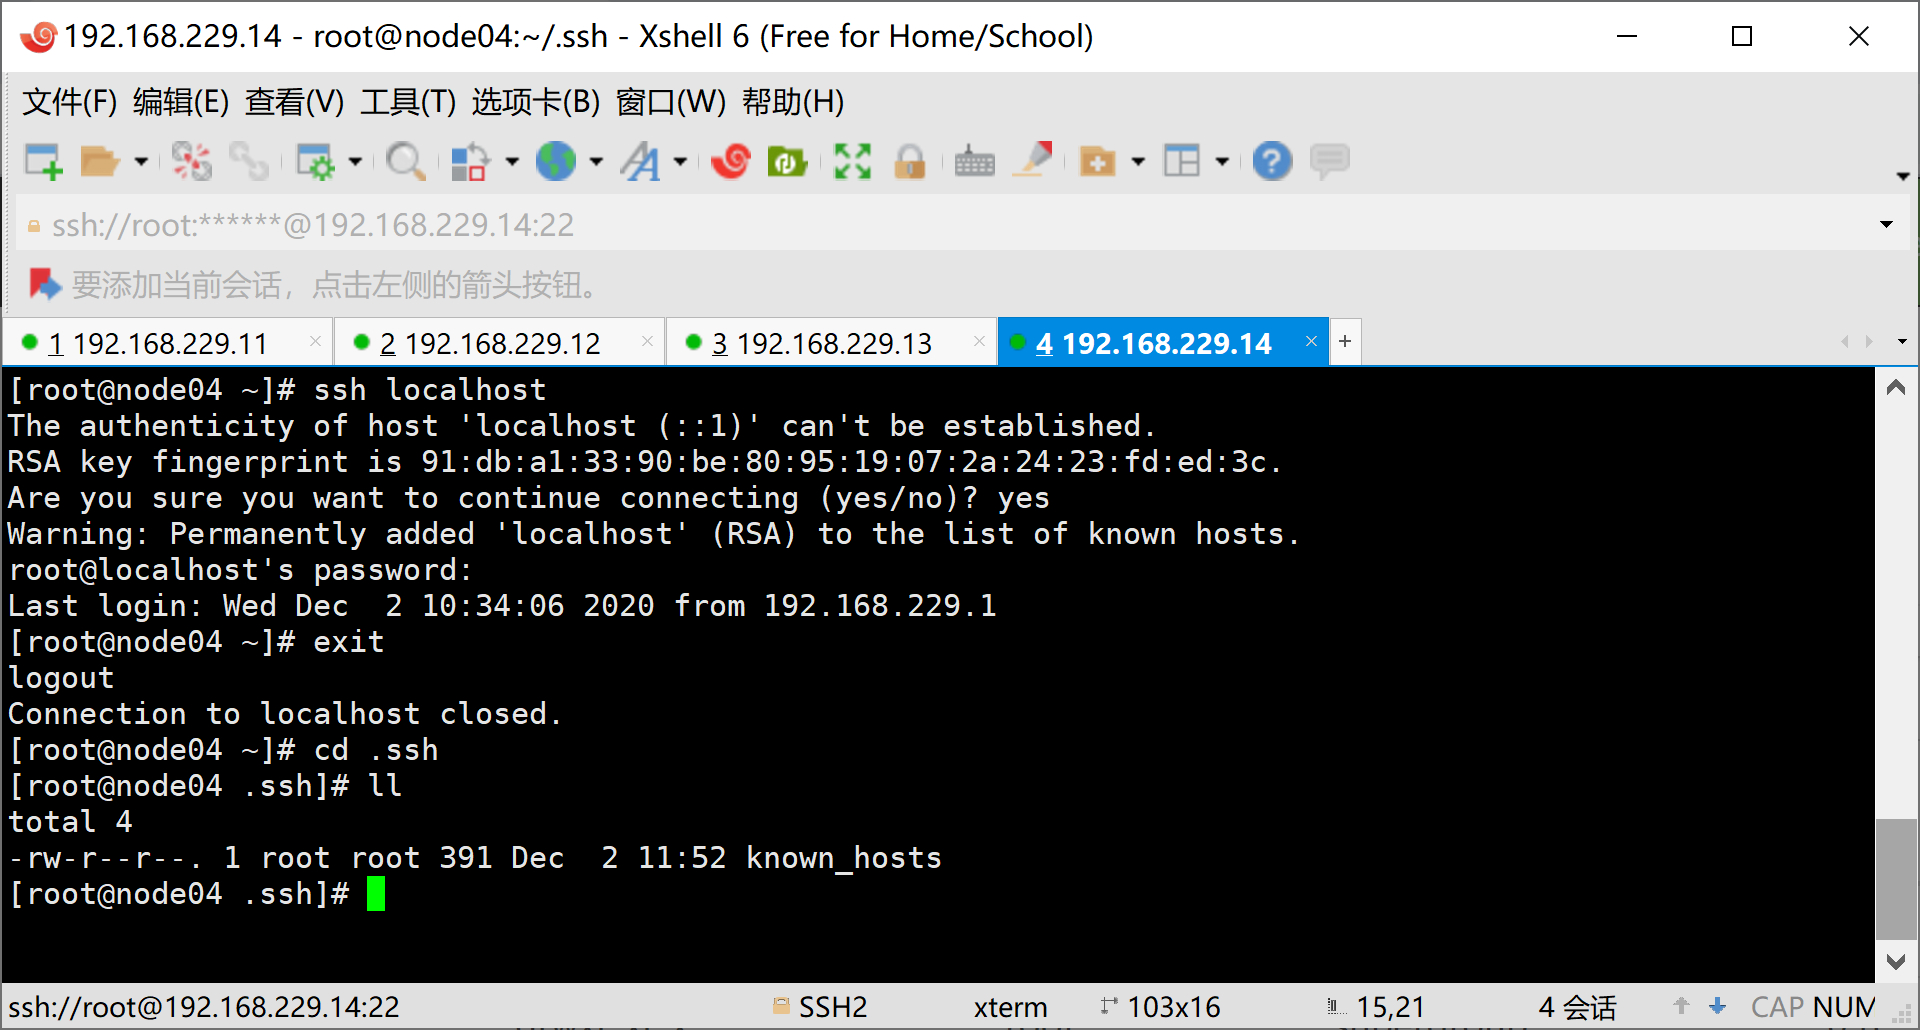 192.168.229.14 - root@node04:~/.ssh - Xshell 6 (Free for Home/School)
文件(F) 编辑(E) 查看(V) 工具(T) 选项卡(B) 窗口(W) 帮助(H)
ssh://root:******@192.168.229.14:22
要添加当前会话，点击左侧的箭头按钮。
1 192.168.229.11 2 192.168.229.12 3 192.168.229.13 4 192.168.229.14 +
[root@node04 ~]# ssh localhost
The authenticity of host 'localhost (::1)' can't be established.
RSA key fingerprint is 91:db:a1:33:90:be:80:95:19:07:2a:24:23:fd:ed:3c.
Are you sure you want to continue connecting (yes/no)? yes
Warning: Permanently added 'localhost' (RSA) to the list of known hosts.
root@localhost's password:
Last login: Wed Dec  2 10:34:06 2020 from 192.168.229.1
[root@node04 ~]# exit
logout
Connection to localhost closed.
[root@node04 ~]# cd .ssh
[root@node04 .ssh]# ll
total 4
-rw-r--r--. 1 root root 391 Dec  2 11:52 known_hosts
[root@node04 .ssh]#
ssh://root@192.168.229.14:22 SSH2 xterm 103x16 15,21 4 会话 CAP NUM